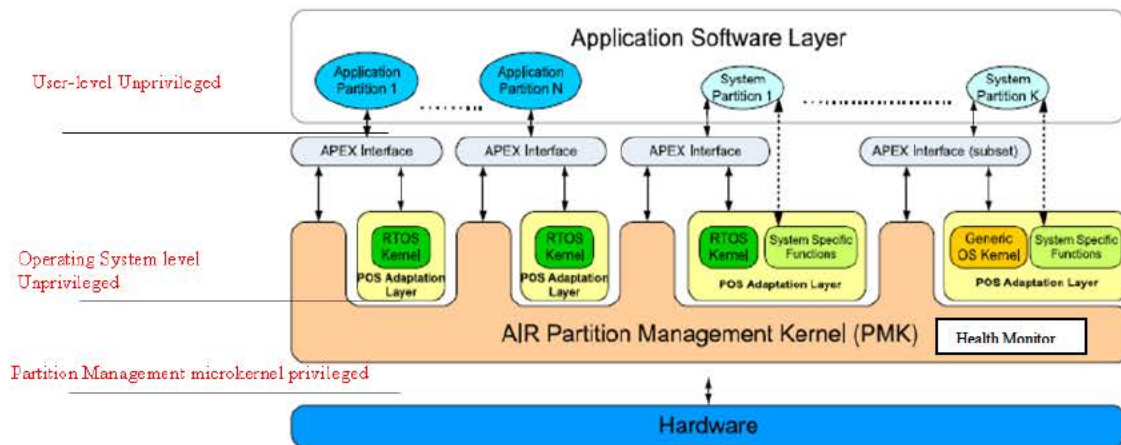 Application Software Layer
User-level Unprivileged
Application
Partition 1
Application
Partition N
System
Partition 1
System
Partition K
APEX Interface
APEX Interface
APEX Interface
APEX Interface (subset)
Operating System level
Unprivileged
RTOS
Kernel
POS Adaptation
Layer
RTOS
Kernel
POS Adaptation
Layer
RTOS
Kernel
System Specific
Functions
POS Adaptation Layer
Generic
OS Kernel
System Specific
Functions
POS Adaptation Layer
AIR Partition Management Kernel (PMK)
Health Monitor
Partition Management microkernel privileged
Hardware